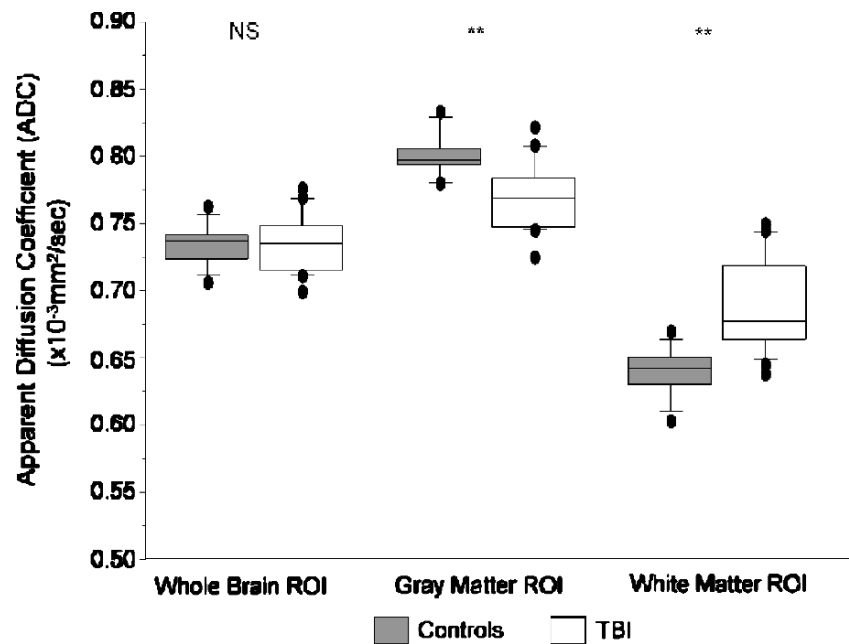 NS ** **
Apparent Diffusion Coefficient (ADC)
(x10-³mm²/sec)
0.90
0.85
0.80
0.75
0.70
0.65
0.60
0.55
0.50
Whole Brain ROI Gray Matter ROI White Matter ROI
Controls TBI